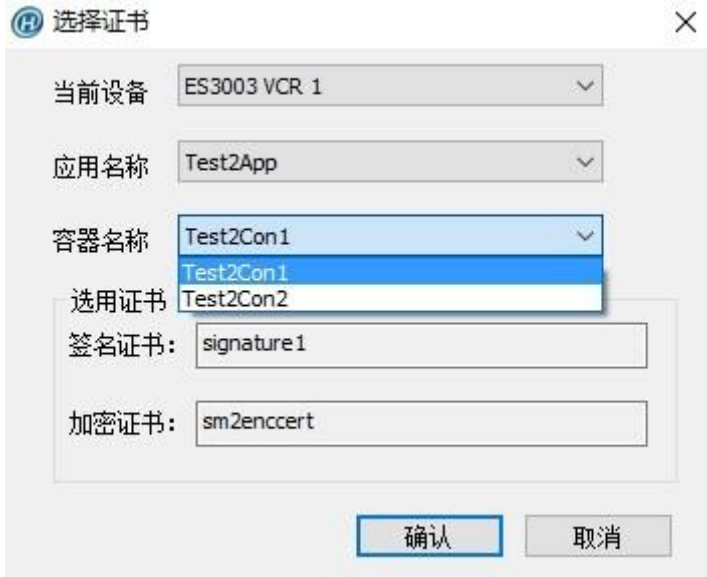 选择证书
当前设备 ES3003 VCR 1
应用名称 Test2App
容器名称 Test2Con1
Test2Con1
Test2Con2
选用证书
签名证书： signature1
加密证书： sm2enccert
确认 取消